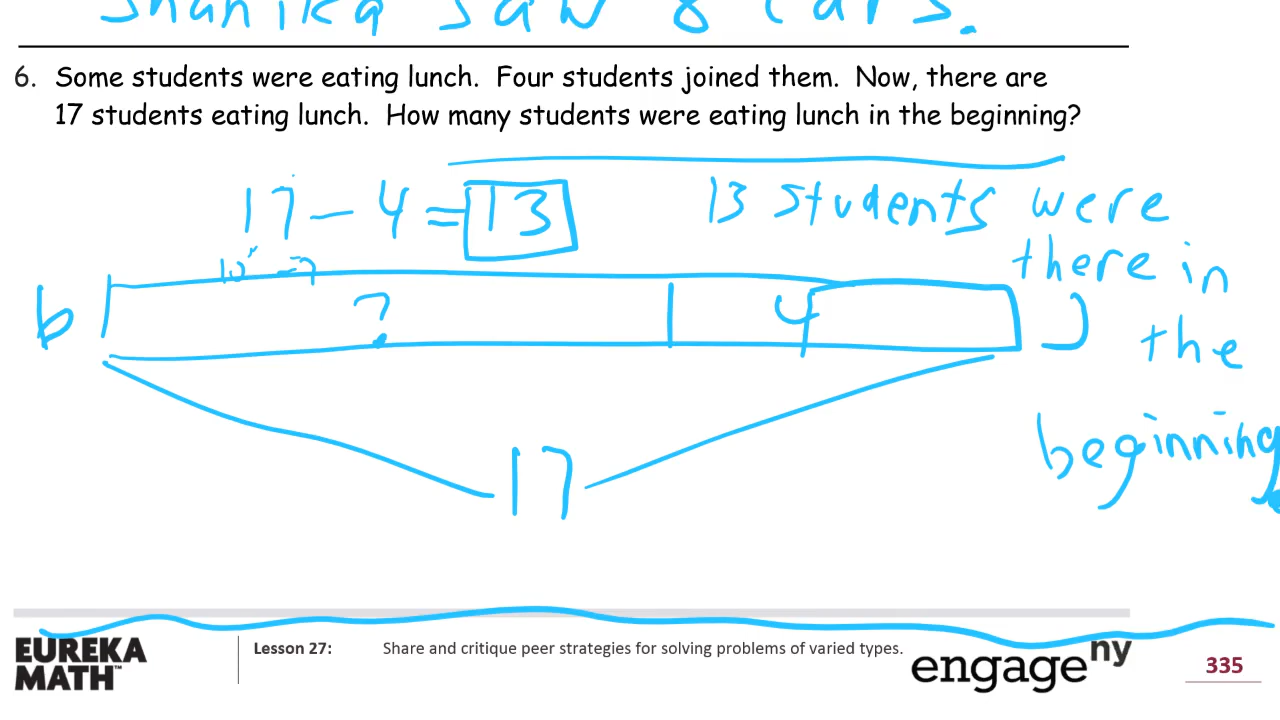 Shanika saw 8 cars.
6. Some students were eating lunch. Four students joined them. Now, there are
17 students eating lunch. How many students were eating lunch in the beginning?
17 - 4 = 13
13 students were
there in
the
beginning.
10 7
b ? 4 J
17
EUREKA
MATH™
Lesson 27: Share and critique peer strategies for solving problems of varied types.
engage ny
335